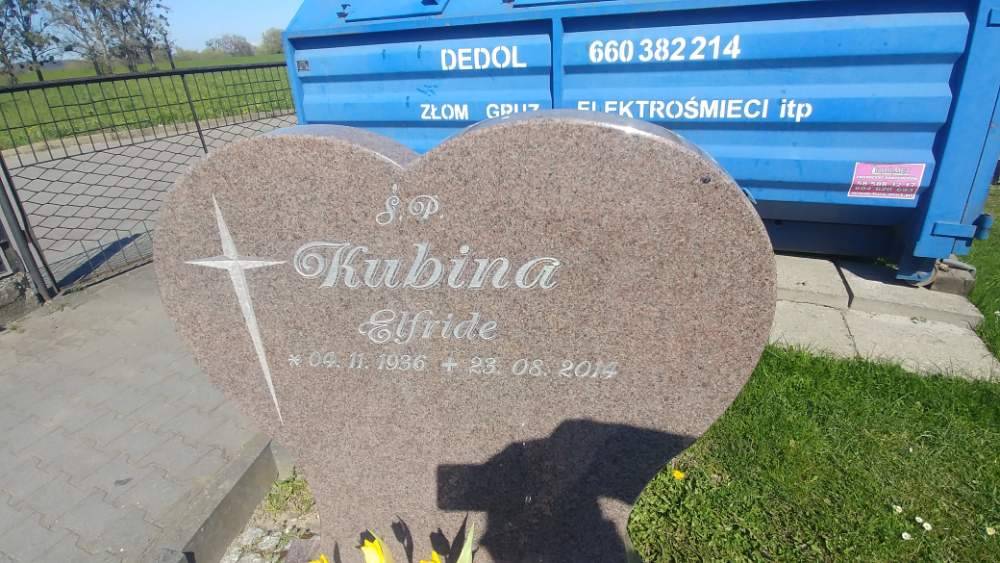 DEDOL
660 382 214
ZŁOM GRUZ ELEKTROŚMIECI itp
Ś.P.
Kubina
Elfride
* 04. 11. 1936 + 23. 08. 2014